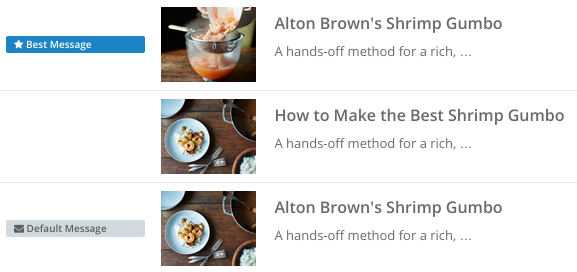 Alton Brown's Shrimp Gumbo
Best Message
A hands-off method for a rich, ...
How to Make the Best Shrimp Gumbo
A hands-off method for a rich, ...
Alton Brown's Shrimp Gumbo
Default Message
A hands-off method for a rich, ...